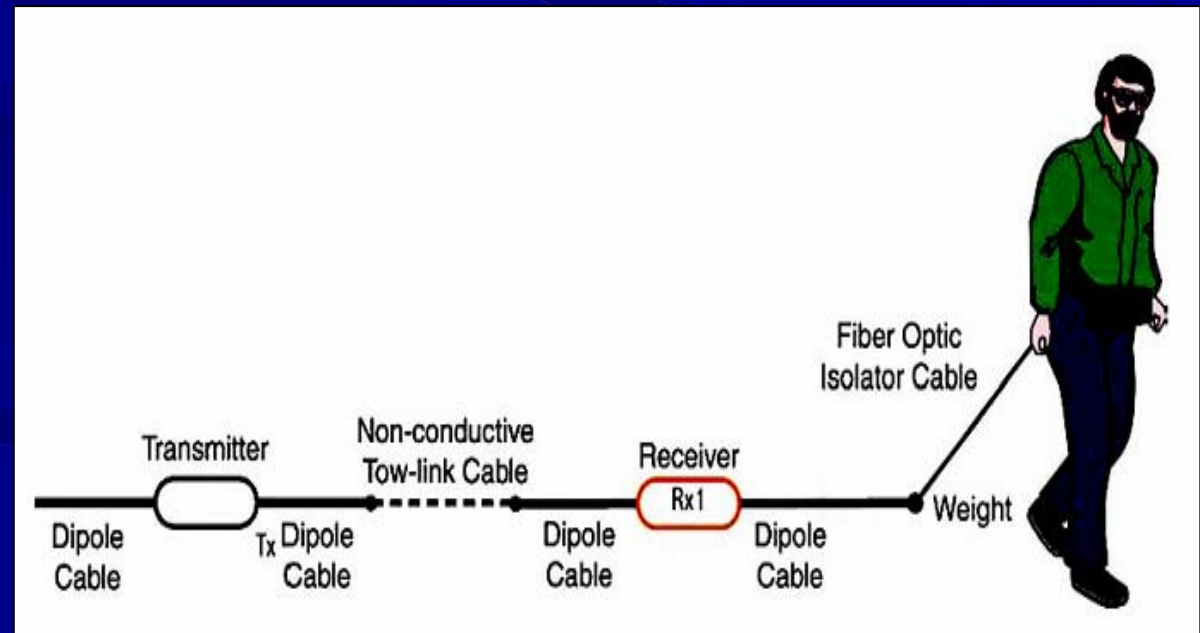 Fiber Optic
Isolator Cable
Non-conductive
Tow-link Cable
Transmitter
Receiver
Rx1
Weight
Dipole
Cable
Tx
Dipole
Cable
Dipole
Cable
Dipole
Cable